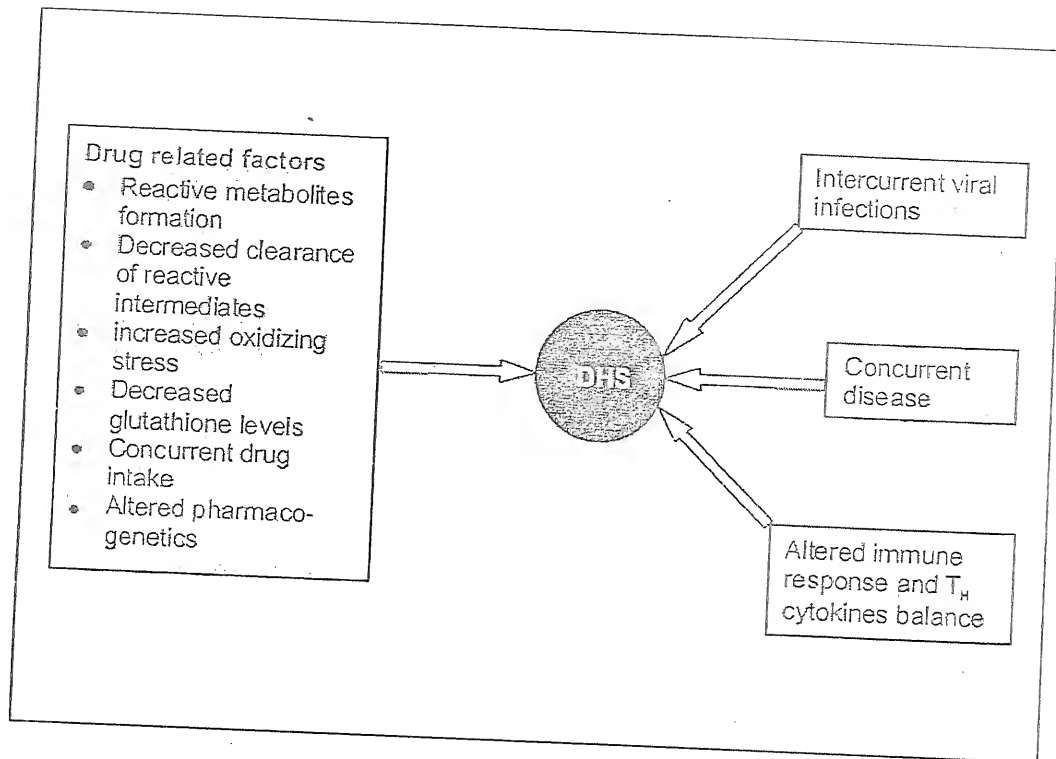 Drug related factors
• Reactive metabolites
formation
• Decreased clearance
of reactive
intermediates
• increased oxidizing
stress
• Decreased
glutathione levels
• Concurrent drug
intake
• Altered pharmaco-
genetics
DHS
Intercurrent viral
infections
Concurrent
disease
Altered immune
response and T_H
cytokines balance